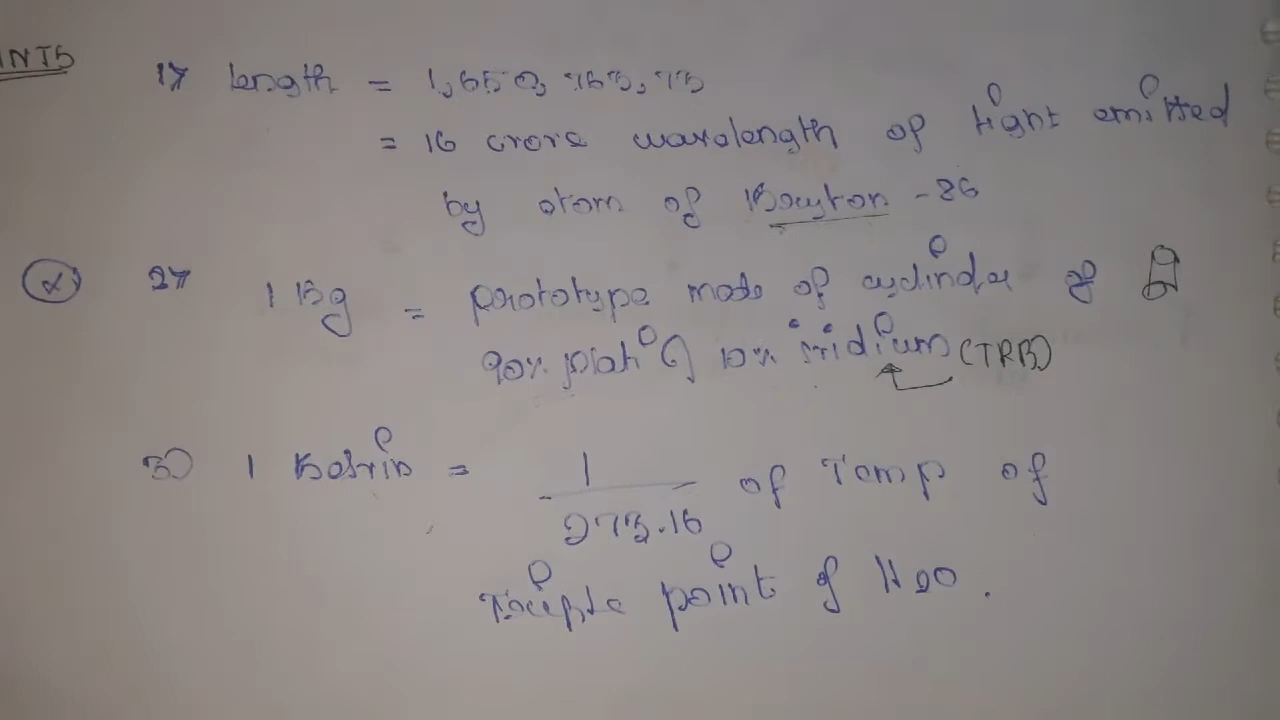 INTS
1) length = 1,650,763,73
= 16 crore wavelength of light emitted
by atom of Krypton - 86
2) 1 Kg = prototype made of cylinder of
90% plati 10% iridium (IRB)
3) 1 Kelvin = 1/273.16 of Temp of
Triple point of H2O.